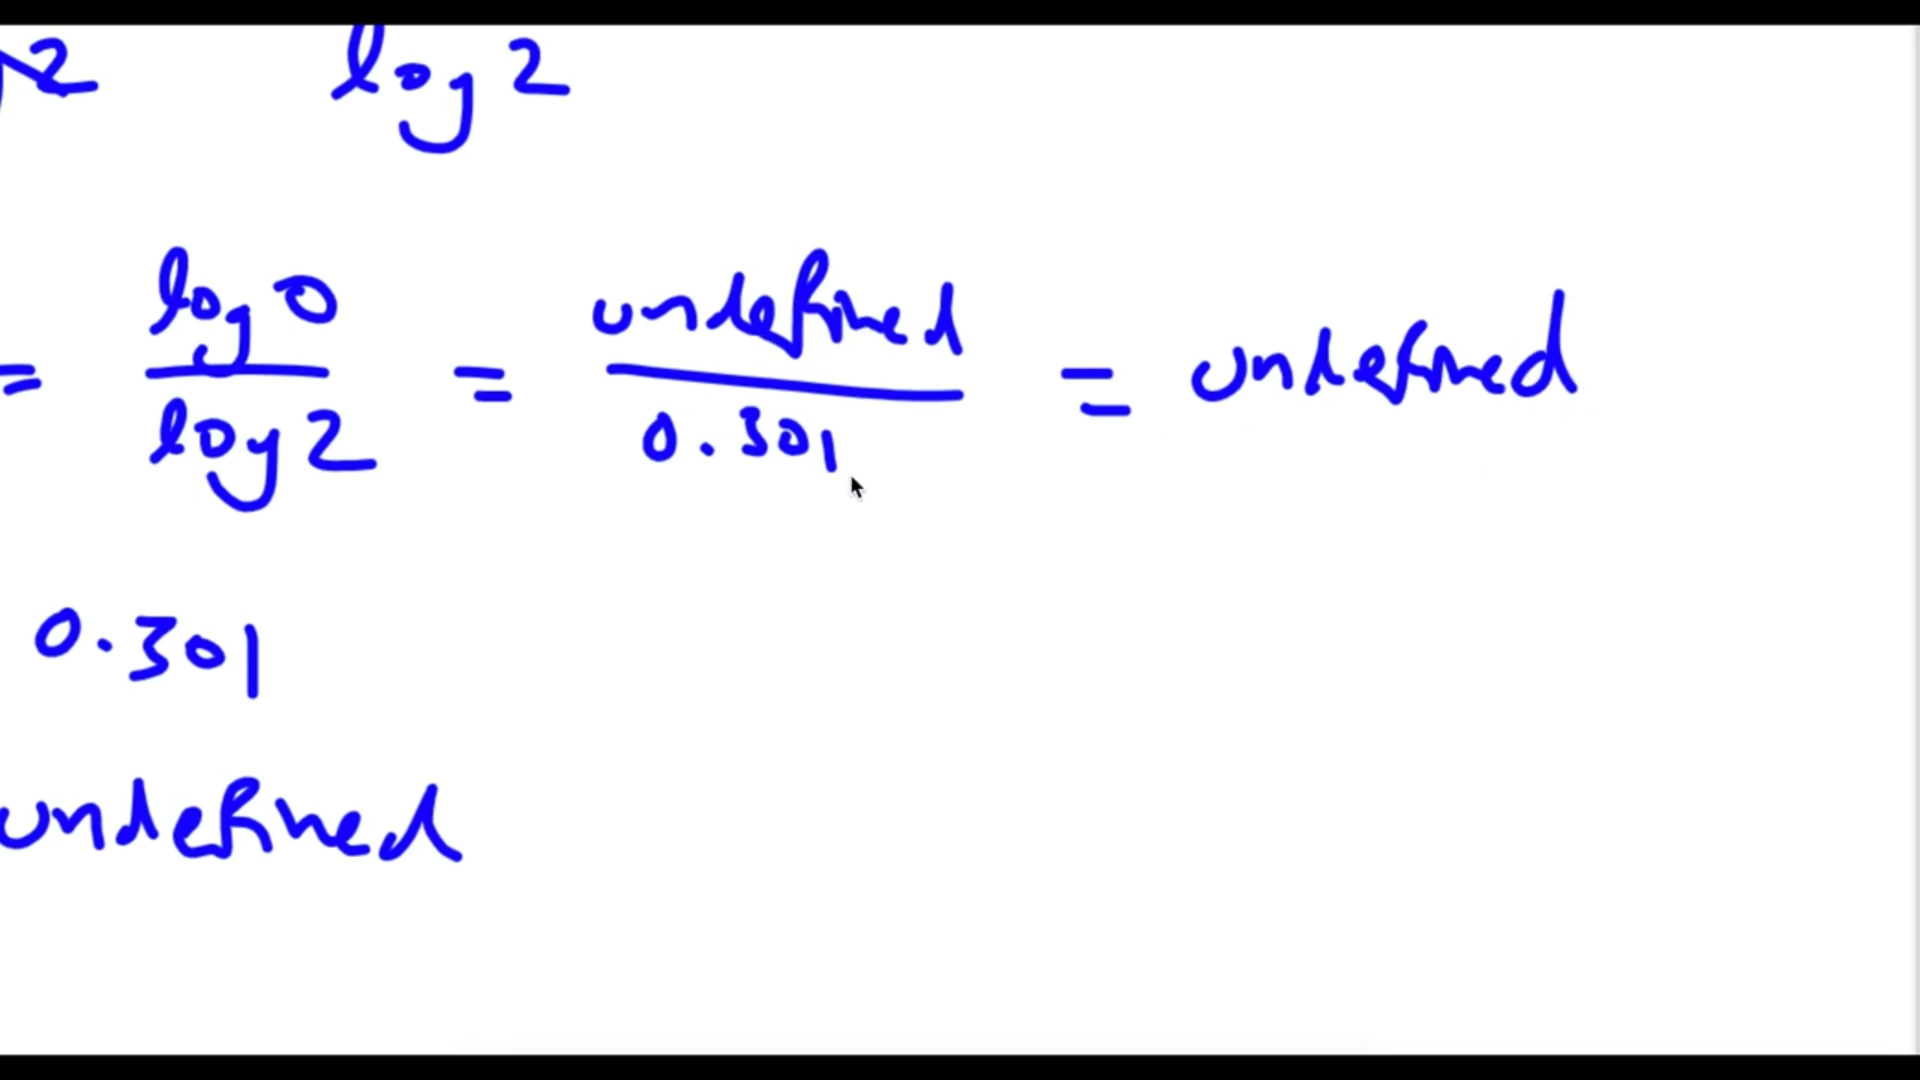 2 log 2
= log 0 / log 2 = undefined / 0.301 = undefined
0.301
undefined